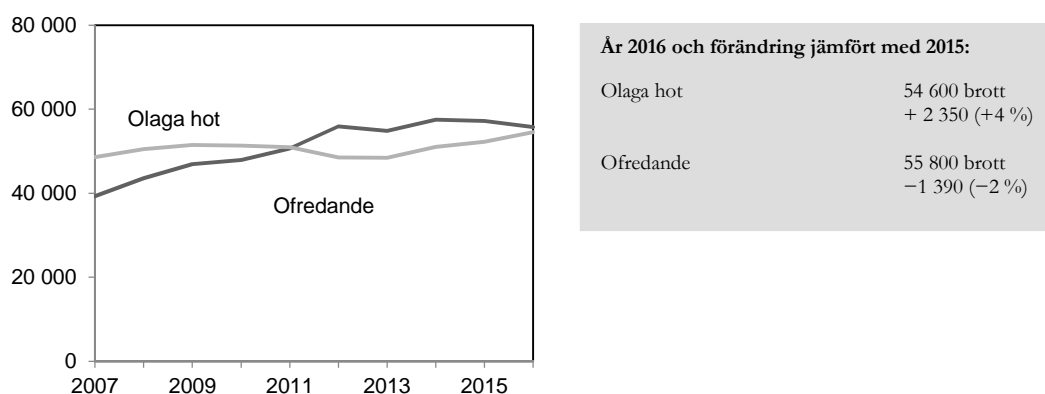 80 000
60 000
40 000
20 000
0
2007
2009
2011
2013
2015
Olaga hot
Ofredande
År 2016 och förändring jämfört med 2015:
Olaga hot 54 600 brott
+ 2 350 (+4 %)
Ofredande 55 800 brott
−1 390 (−2 %)